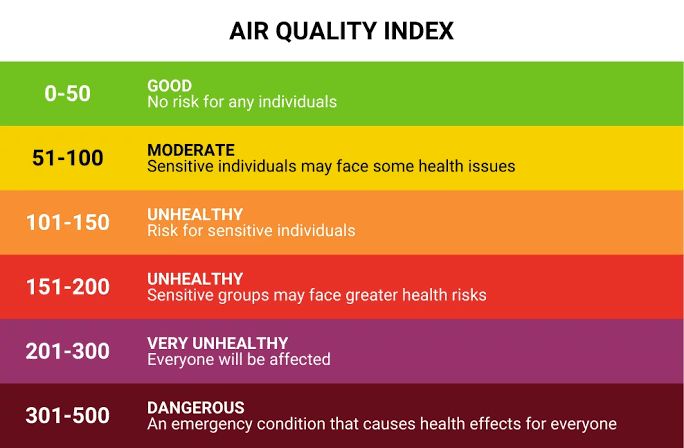 AIR QUALITY INDEX
0-50
GOOD
No risk for any individuals
51-100
MODERATE
Sensitive individuals may face some health issues
101-150
UNHEALTHY
Risk for sensitive individuals
151-200
UNHEALTHY
Sensitive groups may face greater health risks
201-300
VERY UNHEALTHY
Everyone will be affected
301-500
DANGEROUS
An emergency condition that causes health effects for everyone